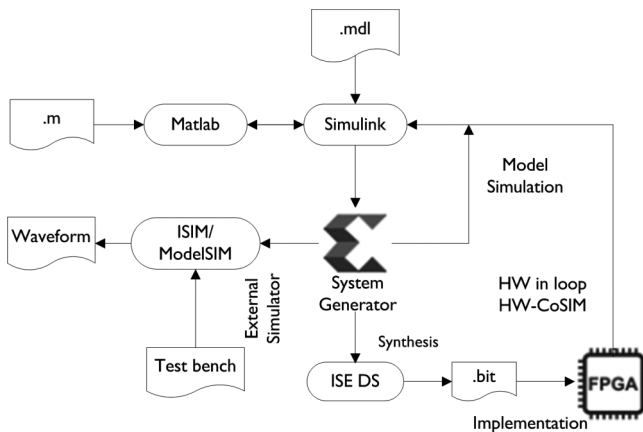 .mdl
.m
Matlab
Simulink
Model
Simulation
Waveform
ISIM/
ModelSIM
External
Simulator
System
Generator
HW in loop
HW-CoSIM
Test bench
Synthesis
ISE DS
.bit
FPGA
Implementation